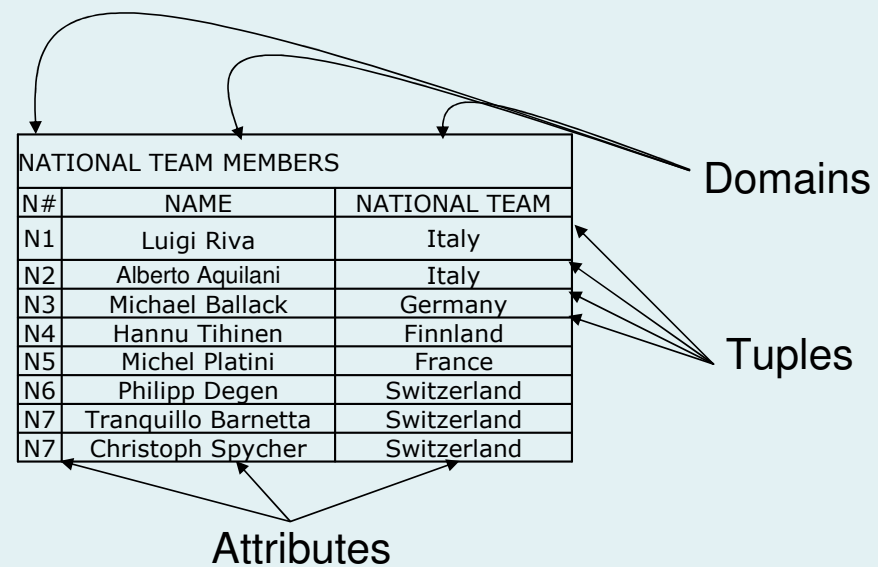 NATIONAL TEAM MEMBERS
N# NAME NATIONAL TEAM
N1 Luigi Riva Italy
N2 Alberto Aquilani Italy
N3 Michael Ballack Germany
N4 Hannu Tihinen Finnland
N5 Michel Platini France
N6 Philipp Degen Switzerland
N7 Tranquillo Barnetta Switzerland
N7 Christoph Spycher Switzerland
Domains
Tuples
Attributes